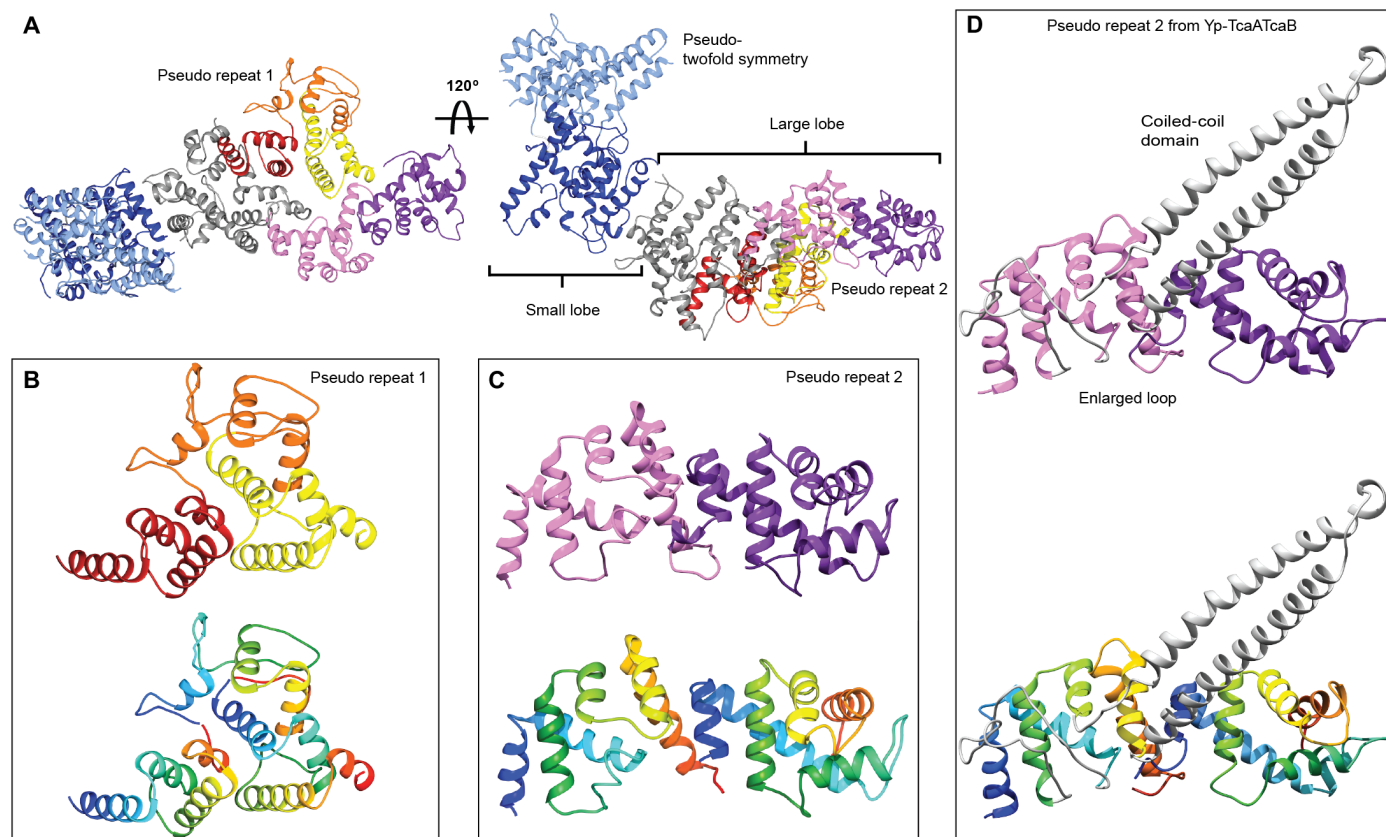 A
Pseudo repeat 1
120°
Pseudo-
twofold symmetry
Large lobe
Small lobe
Pseudo repeat 2
B
Pseudo repeat 1
C
Pseudo repeat 2
D
Pseudo repeat 2 from Yp-TcaATcaB
Coiled-coil
domain
Enlarged loop